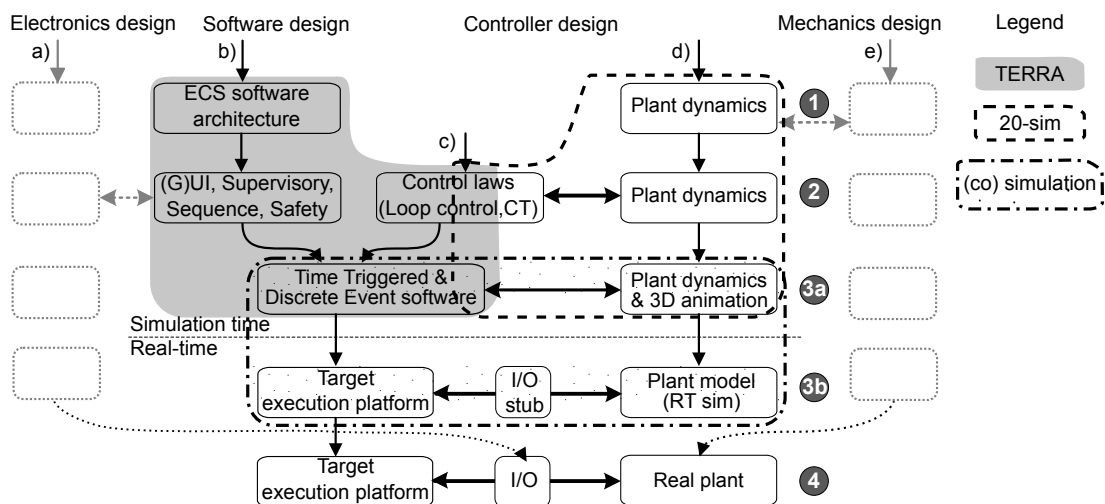 Electronics design
Software design
Controller design
Mechanics design
Legend
a)
b)
d)
e)
TERRA
ECS software
architecture
Plant dynamics
1
20-sim
c)
(G)UI, Supervisory,
Sequence, Safety
Control laws
(Loop control,CT)
Plant dynamics
2
(co) simulation
Time Triggered &
Discrete Event software
Plant dynamics
& 3D animation
3a
Simulation time
Real-time
Target
execution platform
I/O
stub
Plant model
(RT sim)
3b
Target
execution platform
I/O
Real plant
4